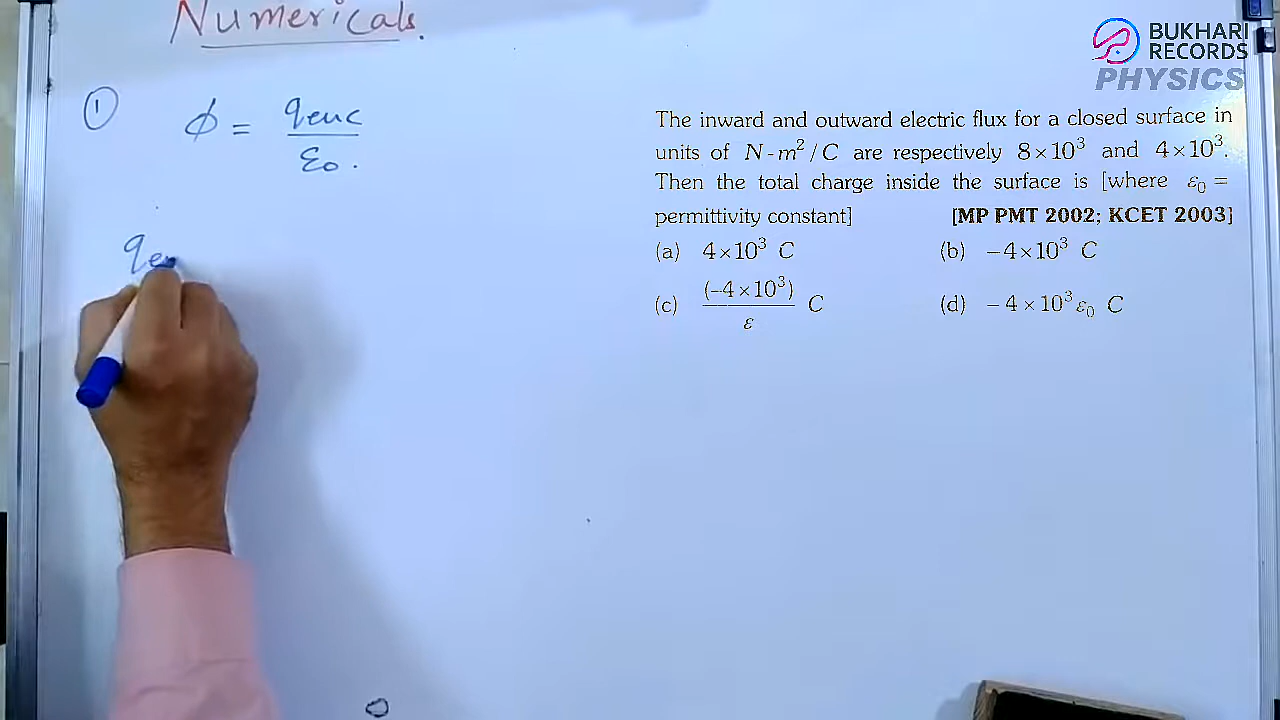 Numericals.
BUKHARI
RECORDS
PHYSICS
① ϕ = qenc / ε0.
qen
The inward and outward electric flux for a closed surface in
units of N-m²/C are respectively 8×10³ and 4×10³.
Then the total charge inside the surface is [where ε₀ =
permittivity constant] [MP PMT 2002; KCET 2003]
(a) 4×10³ C (b) −4×10³ C
(c) (−4×10³)/ε C (d) −4×10³ε₀ C